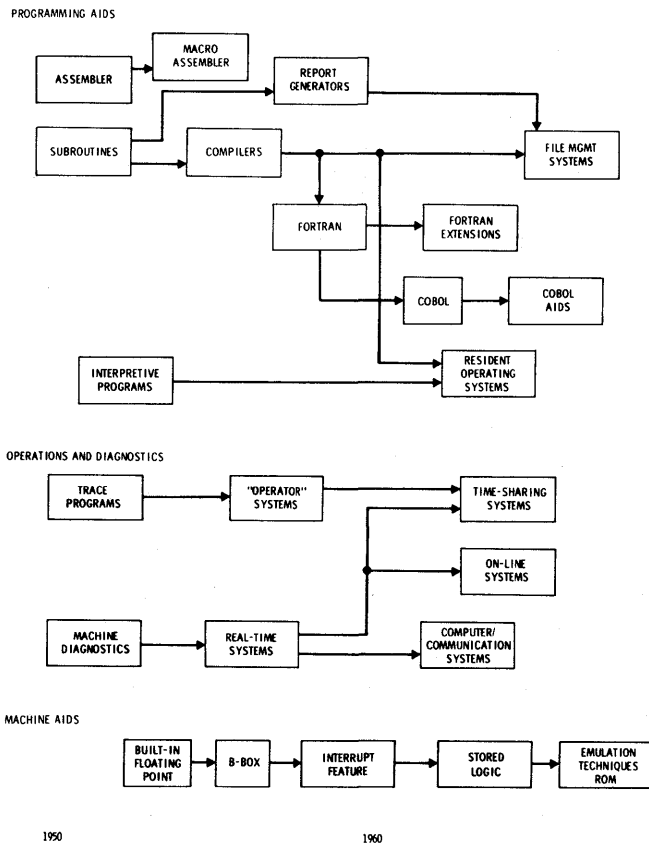 PROGRAMMING AIDS
MACRO
ASSEMBLER
ASSEMBLER
REPORT
GENERATORS
SUBROUTINES
COMPILERS
FILE MGMT
SYSTEMS
FORTRAN
FORTRAN
EXTENSIONS
COBOL
COBOL
AIDS
INTERPRETIVE
PROGRAMS
RESIDENT
OPERATING
SYSTEMS
OPERATIONS AND DIAGNOSTICS
TRACE
PROGRAMS
"OPERATOR"
SYSTEMS
TIME-SHARING
SYSTEMS
ON-LINE
SYSTEMS
MACHINE
DIAGNOSTICS
REAL-TIME
SYSTEMS
COMPUTER/
COMMUNICATION
SYSTEMS
MACHINE AIDS
BUILT-IN
FLOATING
POINT
B-BOX
INTERRUPT
FEATURE
STORED
LOGIC
EMULATION
TECHNIQUES
ROM
1950
1960